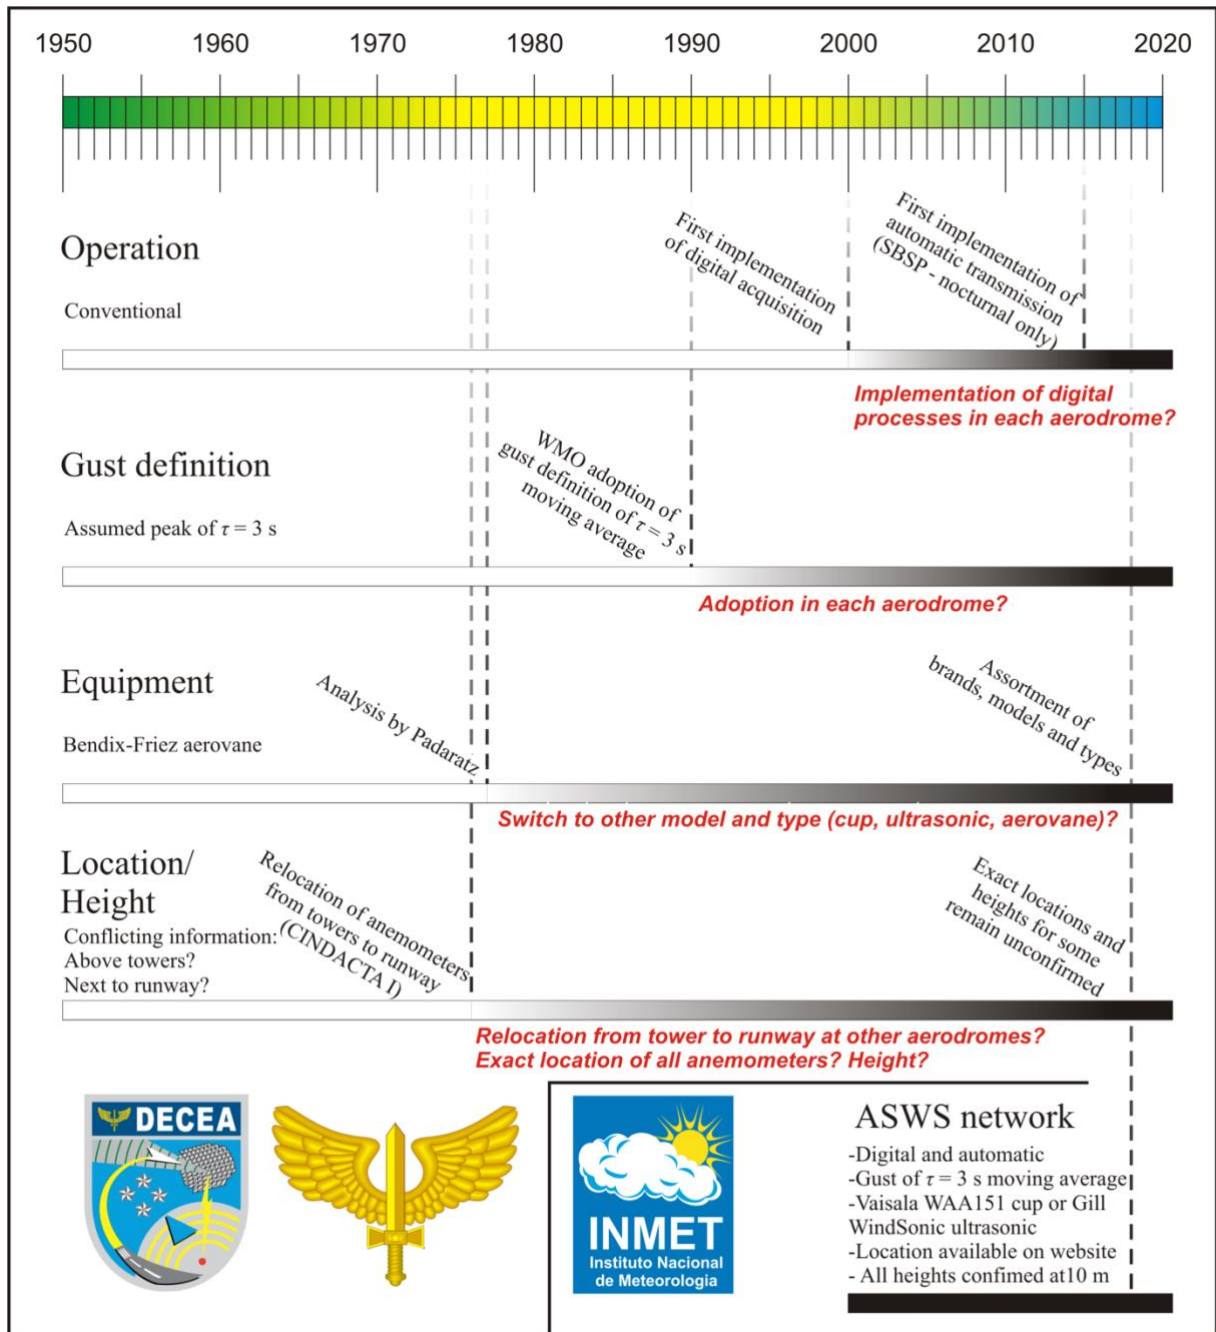 1950 1960 1970 1980 1990 2000 2010 2020
Operation
Conventional
First implementation
of digital acquisition
First implementation of
automatic transmission
(SBSP - nocturnal only)
Implementation of digital
processes in each aerodrome?
Gust definition
Assumed peak of τ = 3 s
WMO adoption of
gust definition of τ = 3 s
moving average
Adoption in each aerodrome?
Equipment
Bendix-Friez aerovane
Analysis by Padaratz
Assortment of
brands, models and types
Switch to other model and type (cup, ultrasonic, aerovane)?
Location/
Height
Conflicting information:
Above towers?
Next to runway?
Relocation of anemometers
from towers to runway
(CINDACTA I)
Exact locations and
heights for some
remain unconfirmed
Relocation from tower to runway at other aerodromes?
Exact location of all anemometers? Height?
DECEA
INMET
Instituto Nacional
de Meteorologia
ASWS network
-Digital and automatic
-Gust of τ = 3 s moving average
-Vaisala WAA151 cup or Gill
WindSonic ultrasonic
-Location available on website
- All heights confimed at10 m